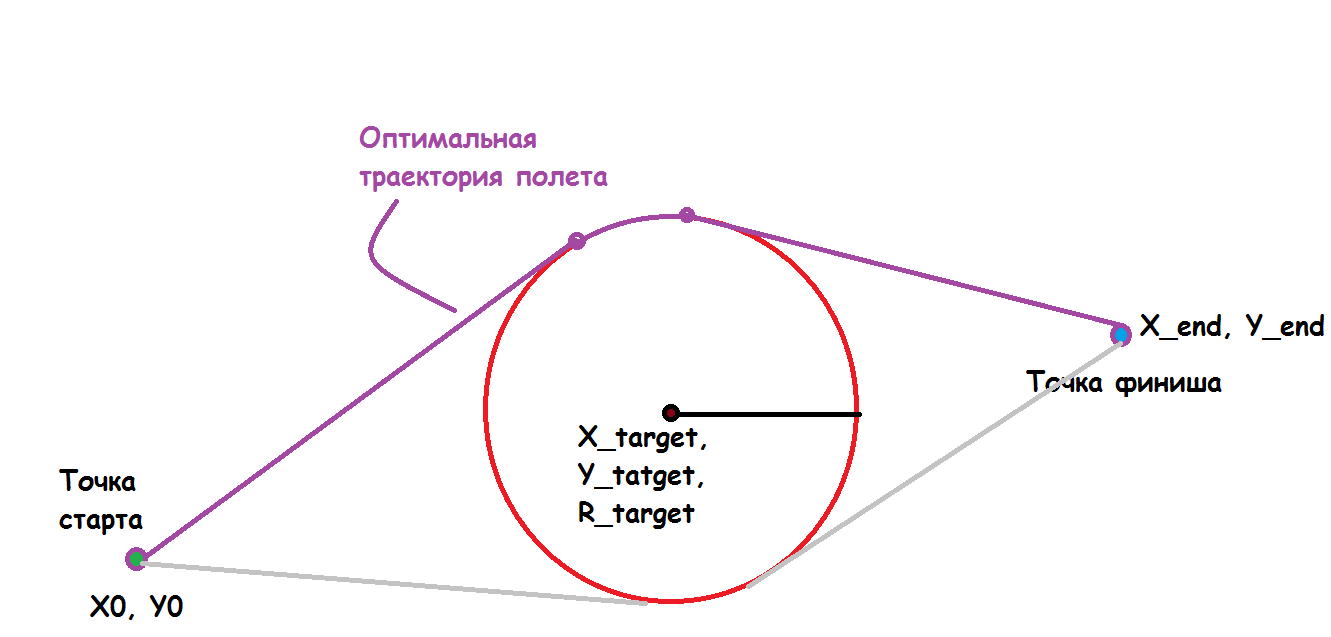 Оптимальная
траектория полета
X_end, Y_end
Точка финиша
X_target,
Y_tatget,
R_target
Точка
старта
X0, Y0